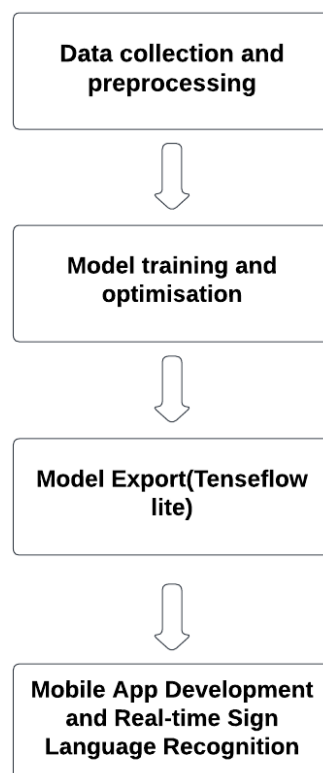 Data collection and
preprocessing
Model training and
optimisation
Model Export(Tenseflow
lite)
Mobile App Development
and Real-time Sign
Language Recognition